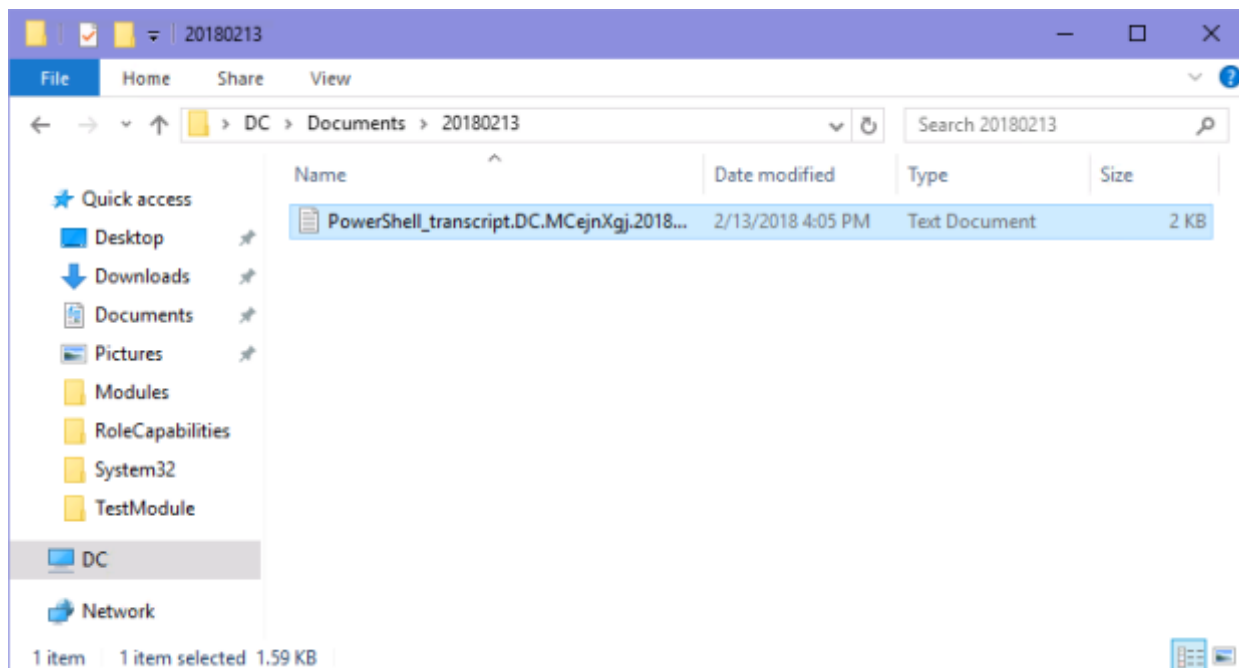 20180213
File Home Share View
DC > Documents > 20180213
Search 20180213
Name Date modified Type Size
PowerShell_transcript.DC.MCejnXgj.2018... 2/13/2018 4:05 PM Text Document 2 KB
Quick access
Desktop
Downloads
Documents
Pictures
Modules
RoleCapabilities
System32
TestModule
DC
Network
1 item 1 item selected 1.59 KB